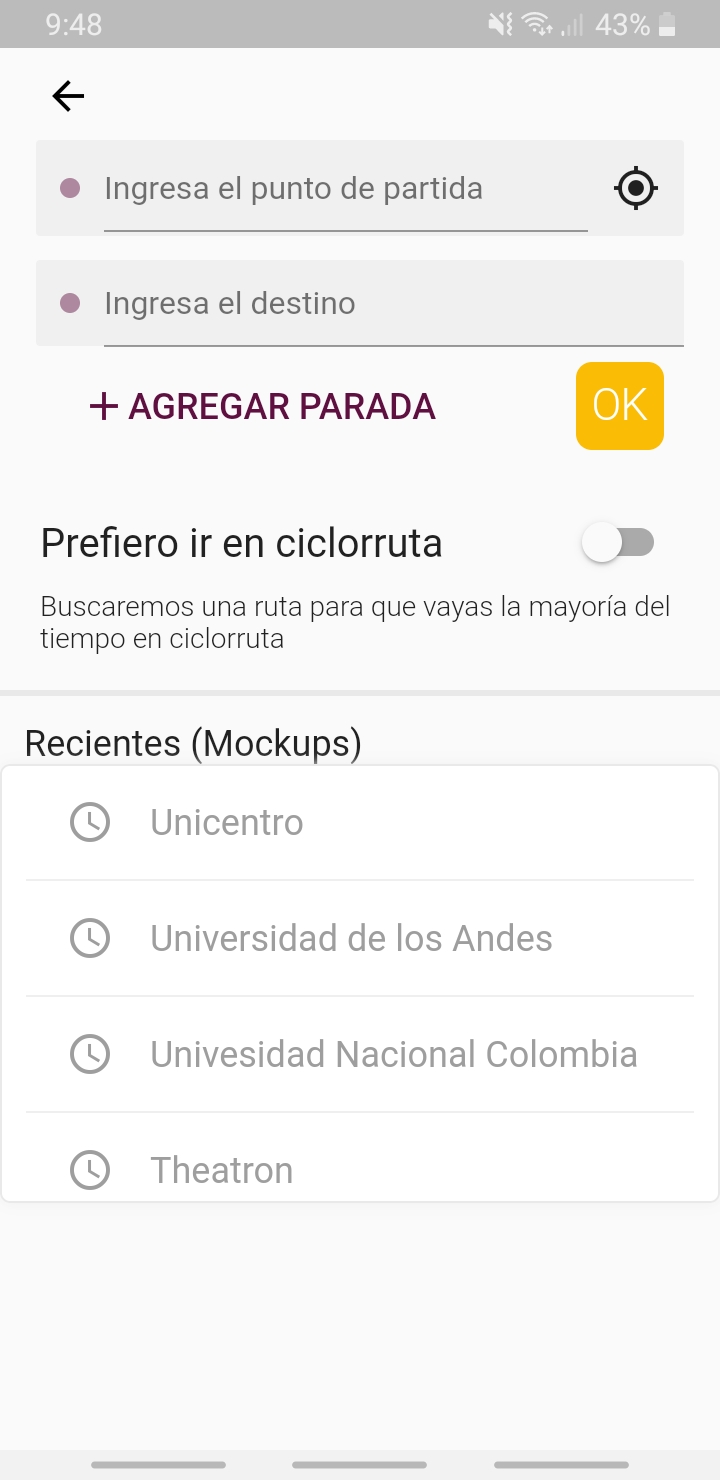 9:48
43%
Ingresa el punto de partida
Ingresa el destino
+ AGREGAR PARADA
OK
Prefiero ir en ciclorruta
Buscaremos una ruta para que vayas la mayoría del
tiempo en ciclorruta
Recientes (Mockups)
Unicentro
Universidad de los Andes
Univesidad Nacional Colombia
Theatron